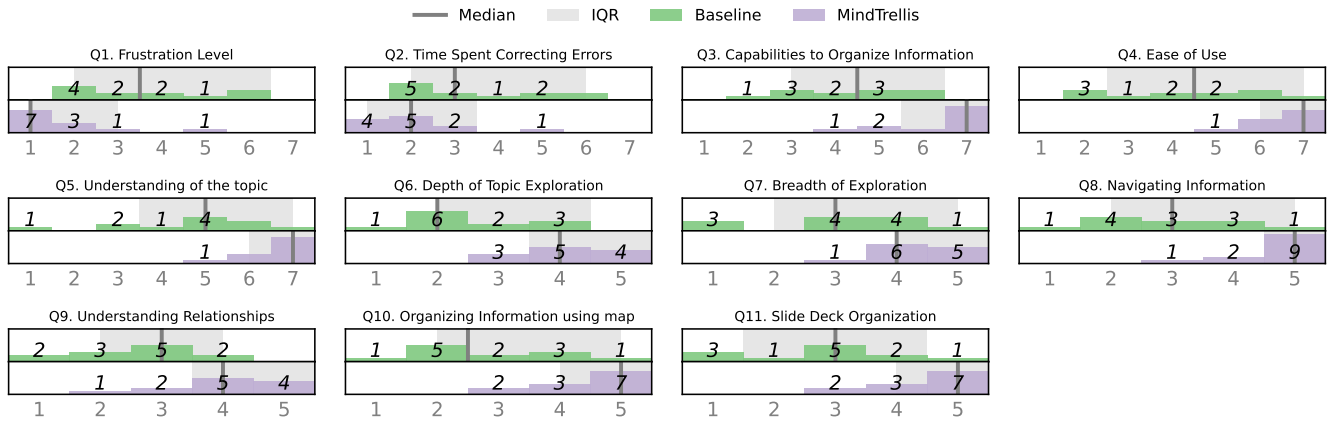 Median IQR Baseline MindTrellis
Q1. Frustration Level
4 2 2 1
7 3 1 1
1 2 3 4 5 6 7
Q2. Time Spent Correcting Errors
5 2 1 2
4 5 2 1
1 2 3 4 5 6 7
Q3. Capabilities to Organize Information
1 3 2 3
1 2
1 2 3 4 5 6 7
Q4. Ease of Use
3 1 2 2
1
1 2 3 4 5 6 7
Q5. Understanding of the topic
1 2 1 4
1
1 2 3 4 5 6 7
Q6. Depth of Topic Exploration
1 6 2 3
3 5 4
1 2 3 4 5
Q7. Breadth of Exploration
3 4 4 1
1 6 5
1 2 3 4 5
Q8. Navigating Information
1 4 3 3 1
1 2 9
1 2 3 4 5
Q9. Understanding Relationships
2 3 5 2
1 2 5 4
1 2 3 4 5
Q10. Organizing Information using map
1 5 2 3 1
2 3 7
1 2 3 4 5
Q11. Slide Deck Organization
3 1 5 2 1
2 3 7
1 2 3 4 5